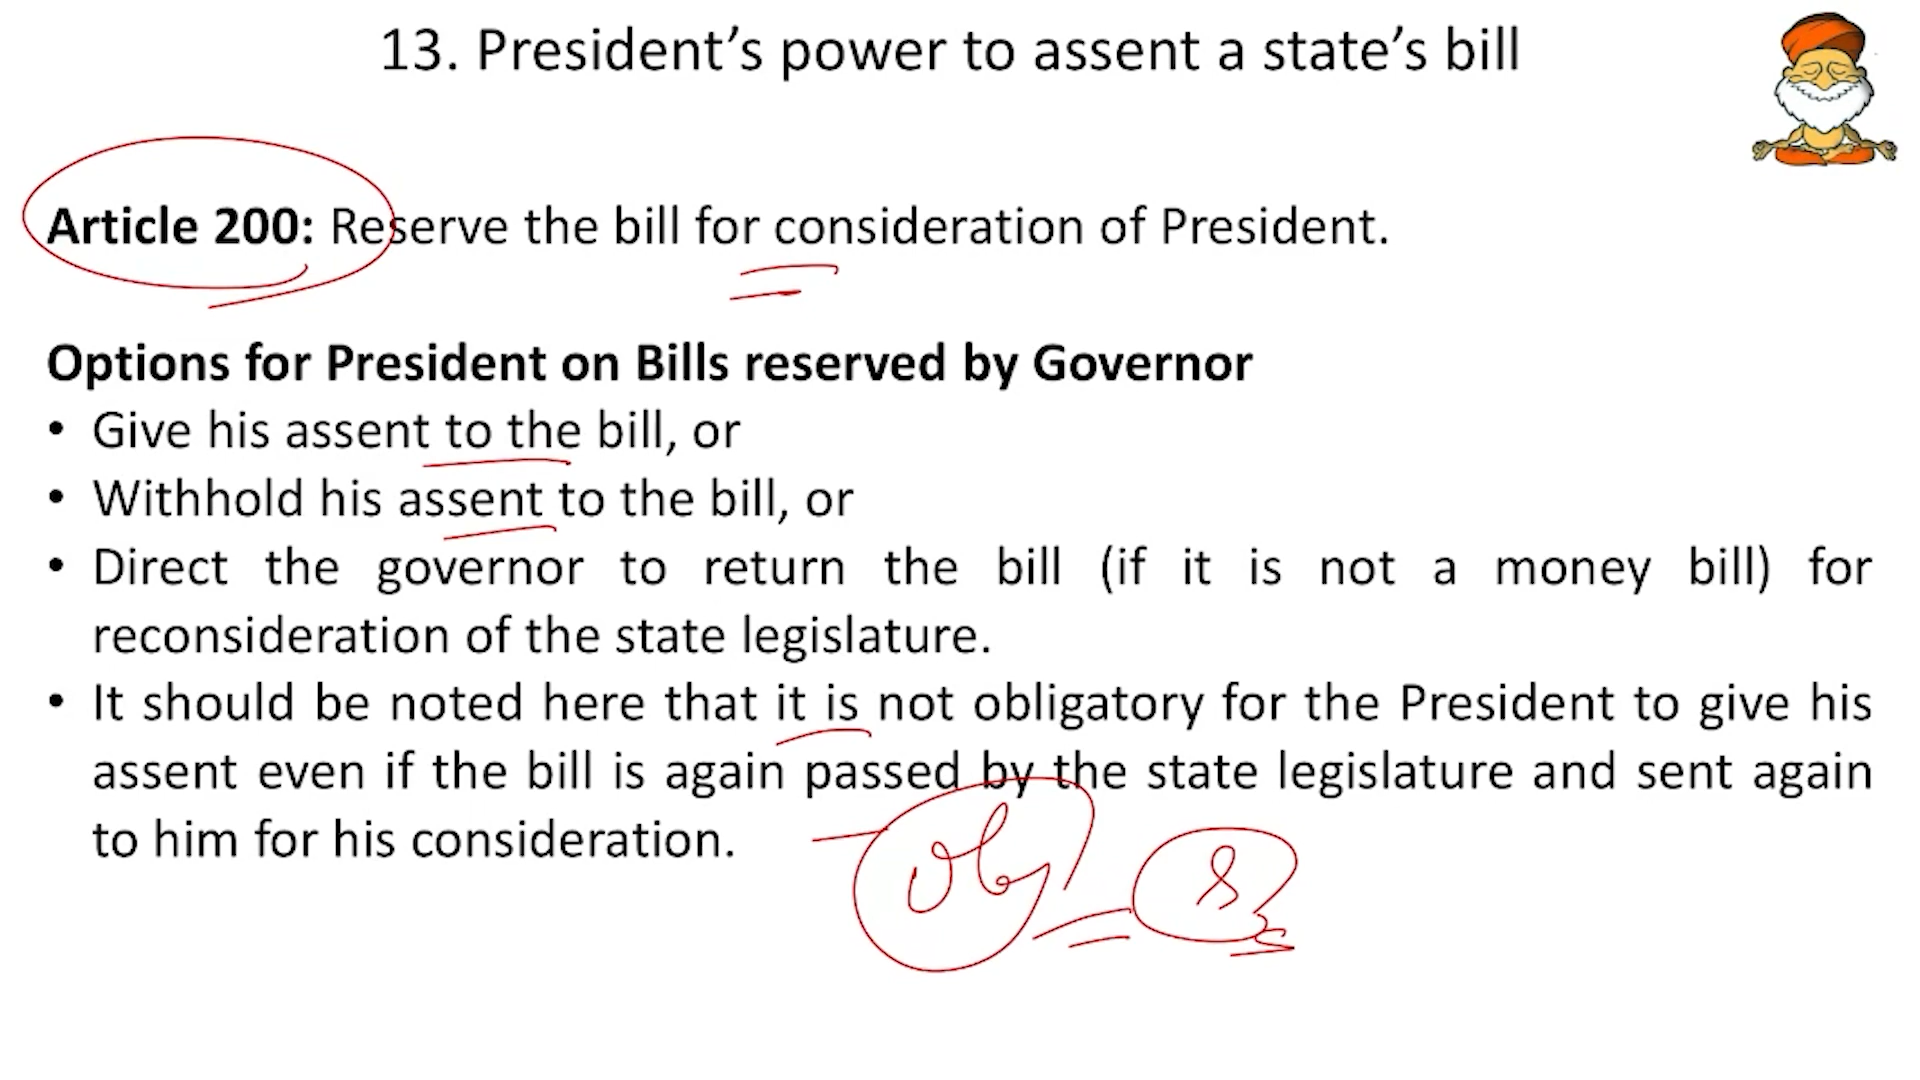 13. President’s power to assent a state’s bill
Article 200: Reserve the bill for consideration of President.
Options for President on Bills reserved by Governor
• Give his assent to the bill, or
• Withhold his assent to the bill, or
• Direct the governor to return the bill (if it is not a money bill) for
reconsideration of the state legislature.
• It should be noted here that it is not obligatory for the President to give his
assent even if the bill is again passed by the state legislature and sent again
to him for his consideration.